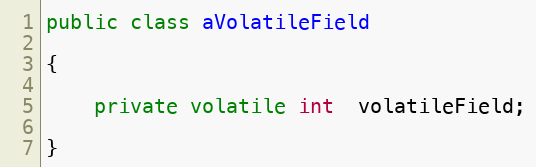 1 public class aVolatileField
2
3 {
4
5     private volatile int  volatileField;
6
7 }